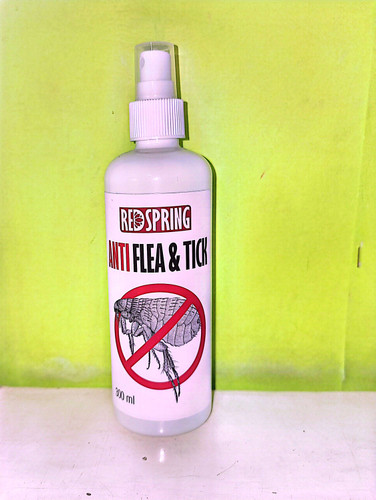 REDSPRING
ANTI FLEA & TICK
300 ml